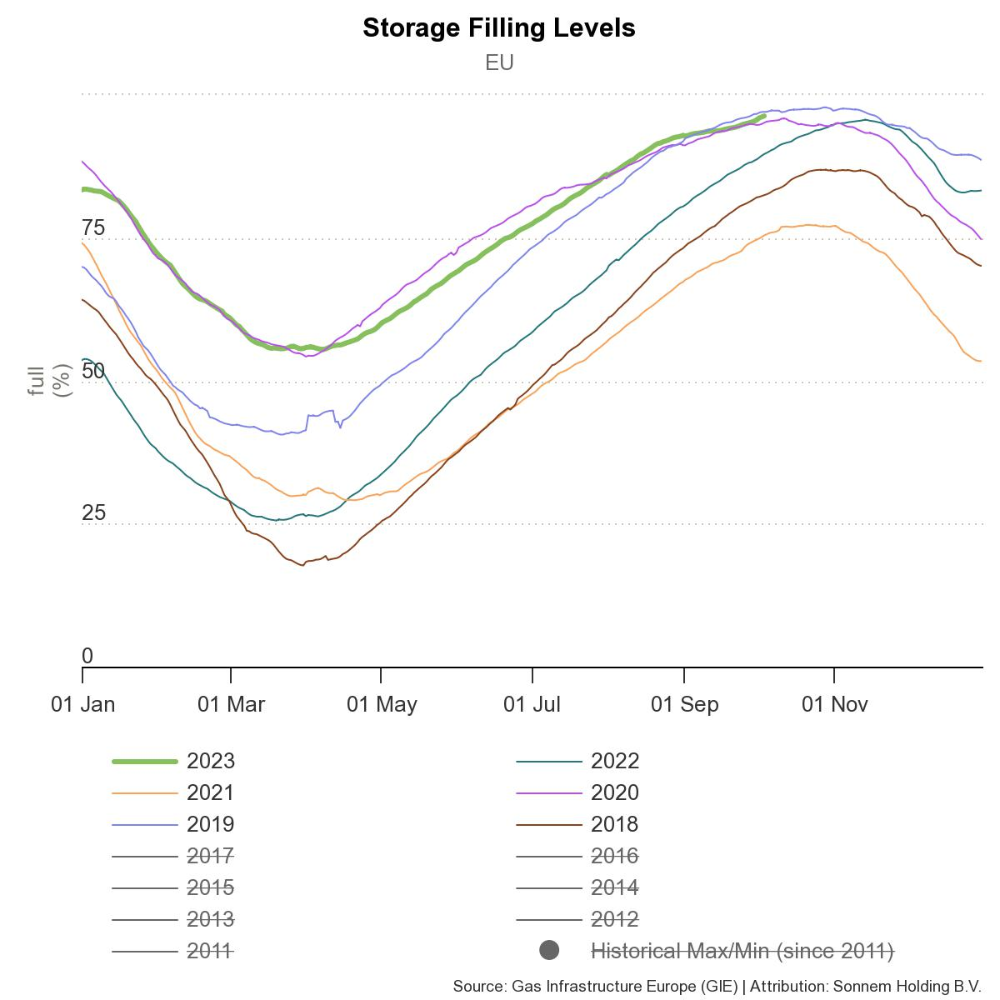 Storage Filling Levels
EU
full
(%)
75
50
25
0
01 Jan 01 Mar 01 May 01 Jul 01 Sep 01 Nov
2023 2022
2021 2020
2019 2018
2017 2016
2015 2014
2013 2012
2011 Historical Max/Min (since 2011)
Source: Gas Infrastructure Europe (GIE) | Attribution: Sonnem Holding B.V.